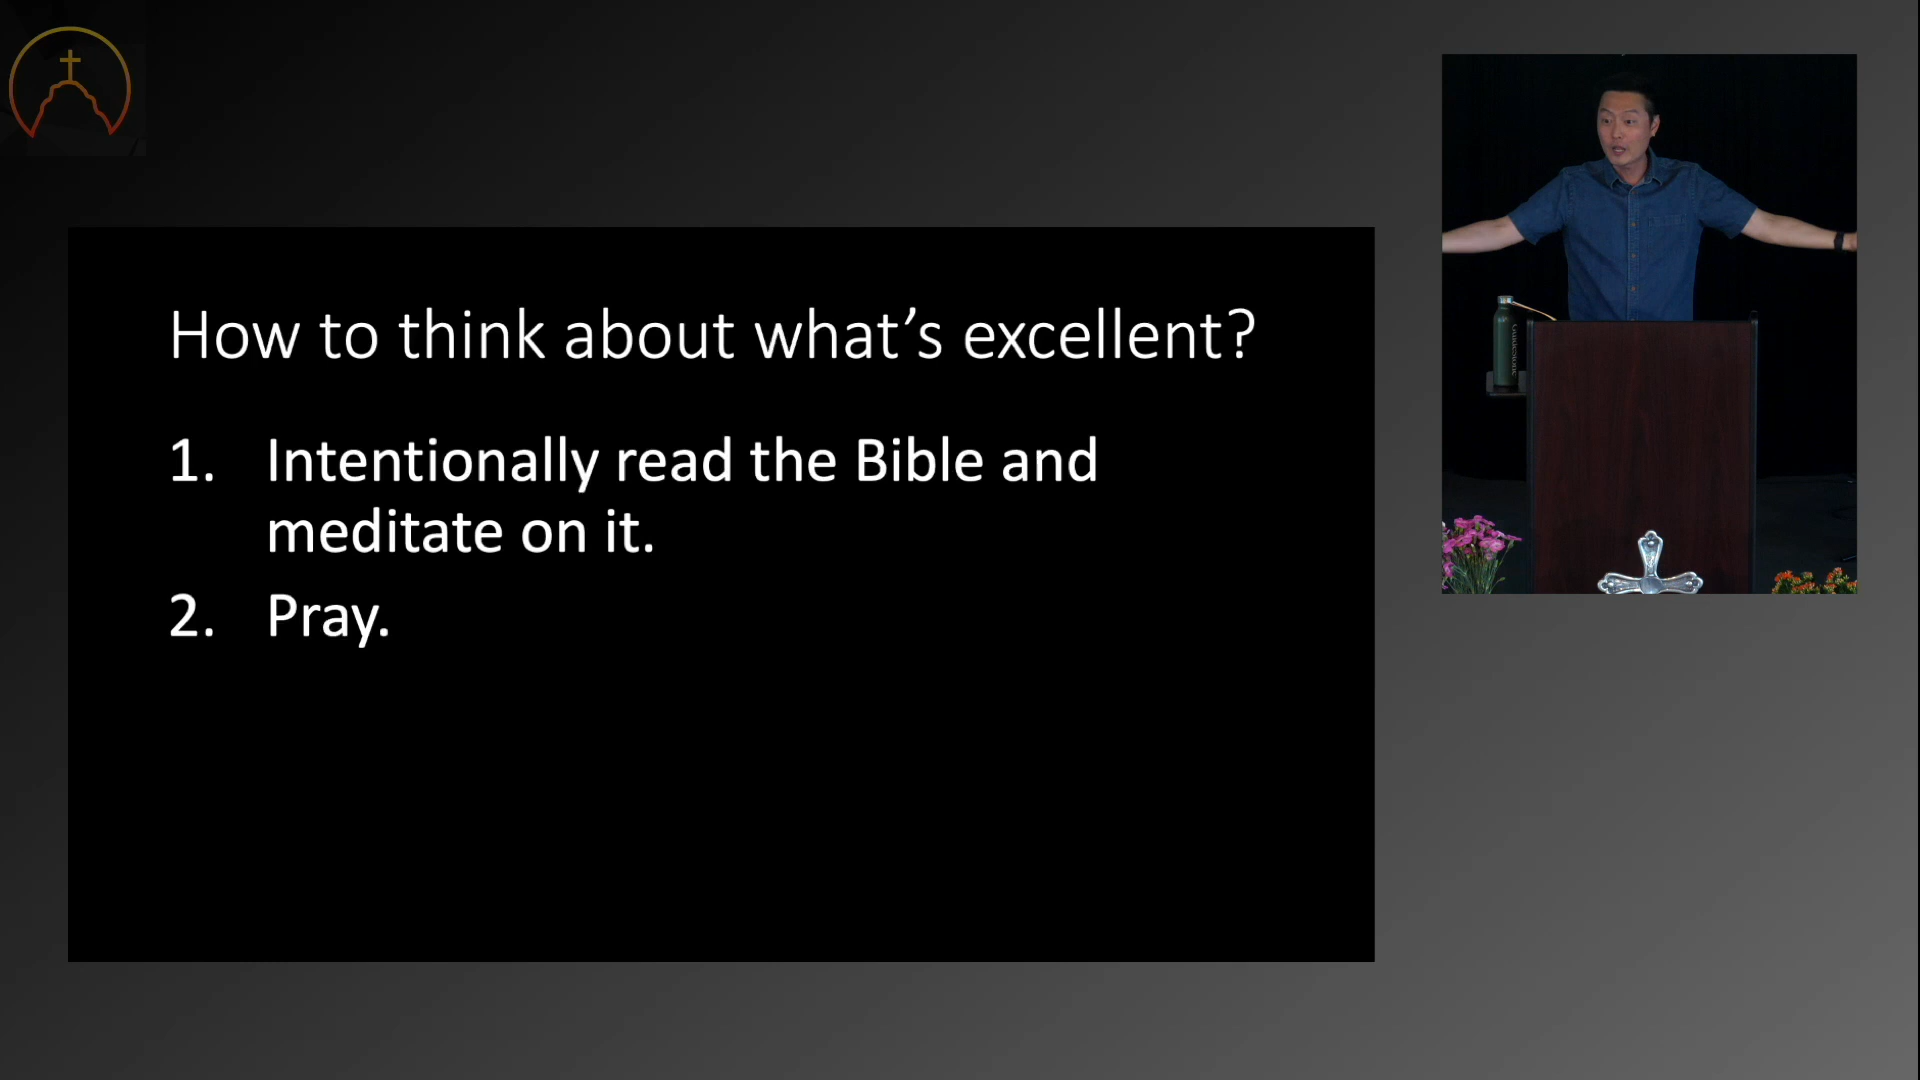 How to think about what’s excellent?
1. Intentionally read the Bible and
meditate on it.
2. Pray.